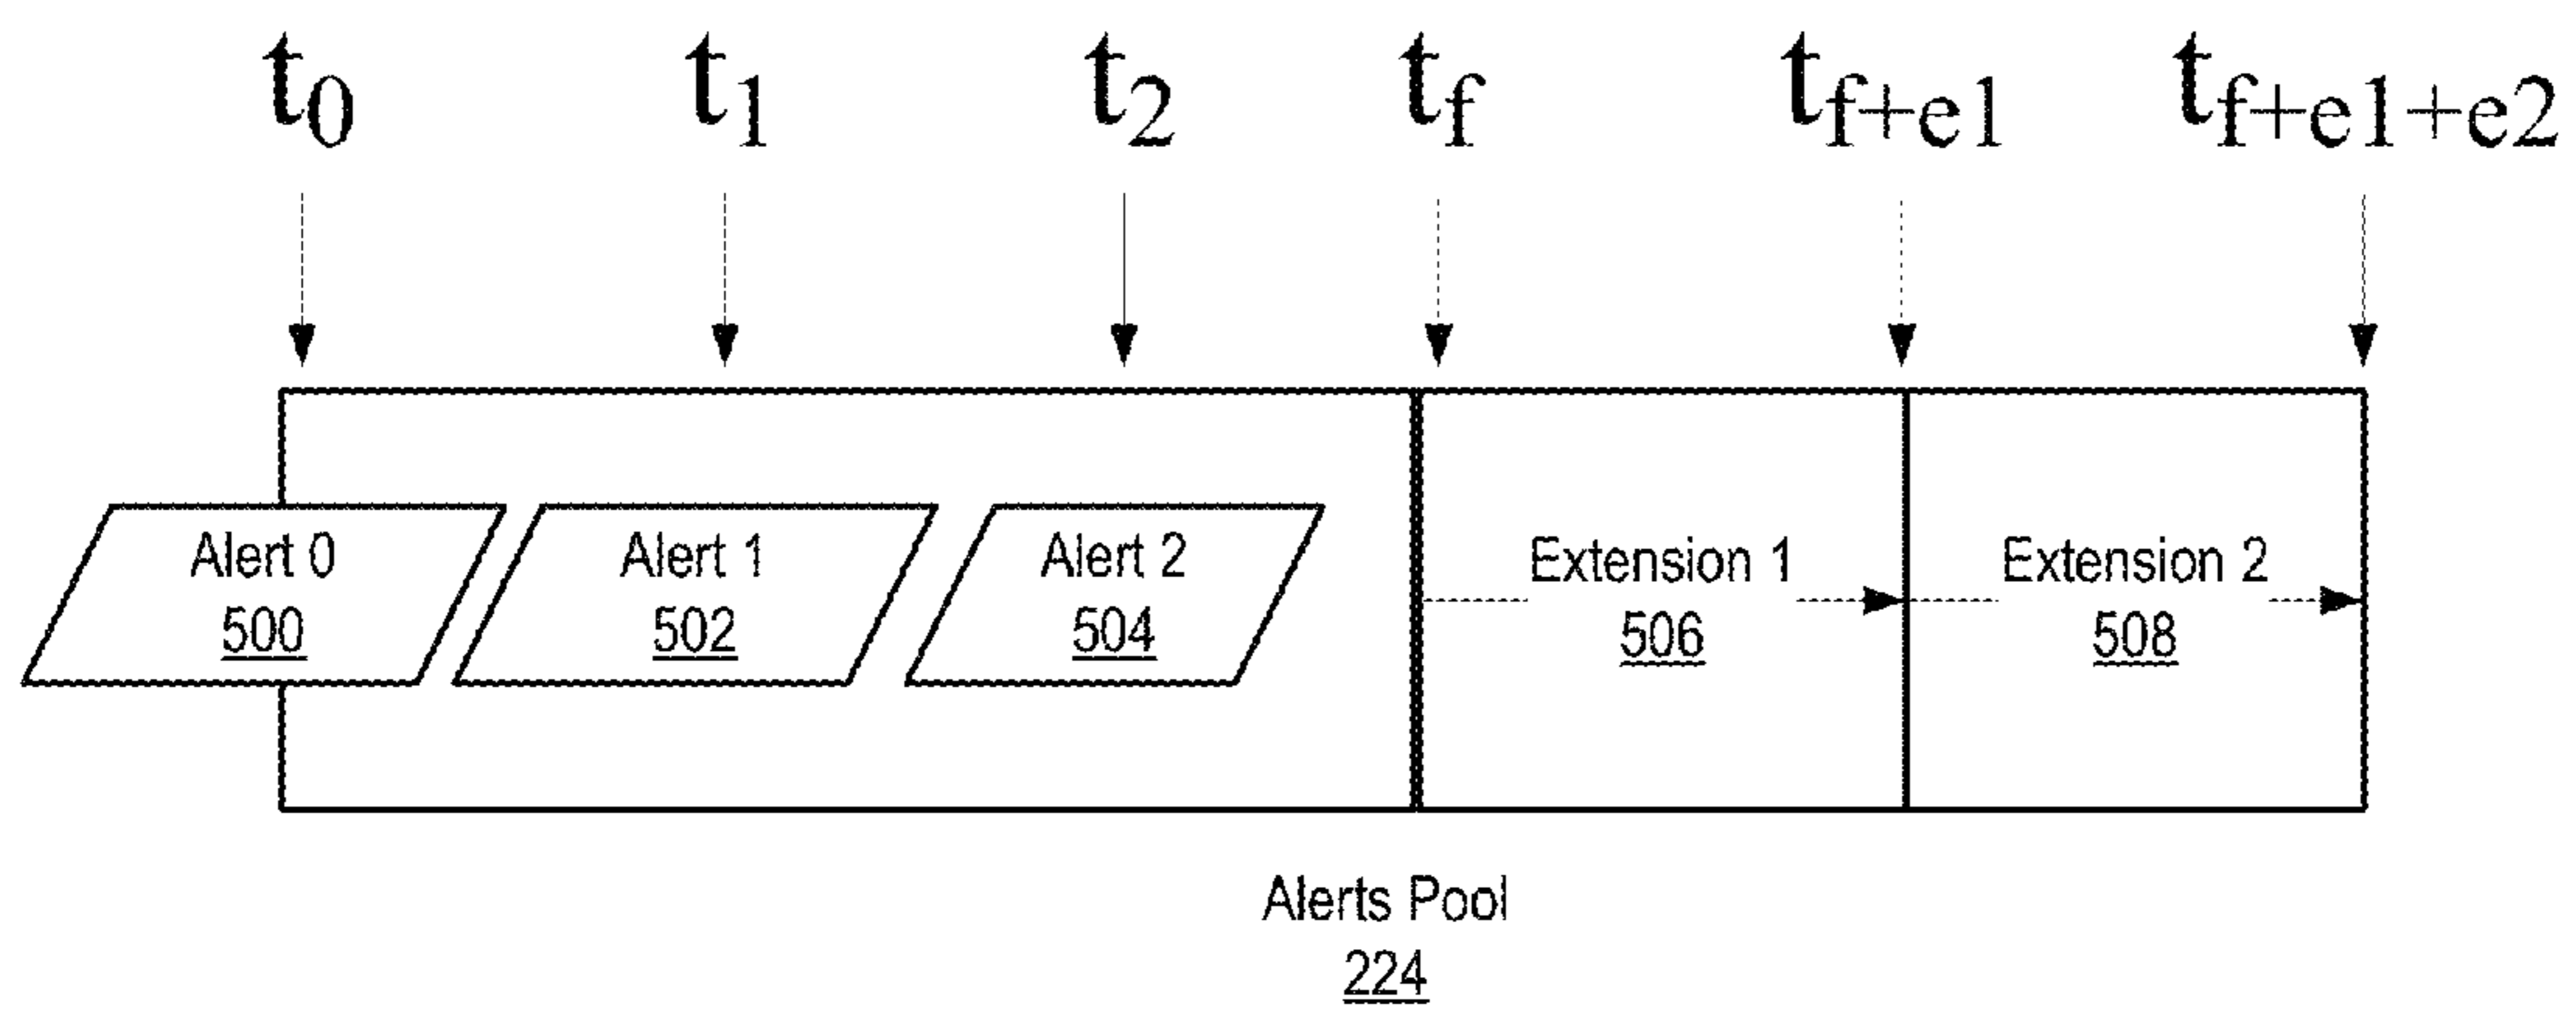 t0 t1 t2 tf tf+e1 tf+e1+e2
Alert 0
500
Alert 1
502
Alert 2
504
Extension 1
506
Extension 2
508
Alerts Pool
224